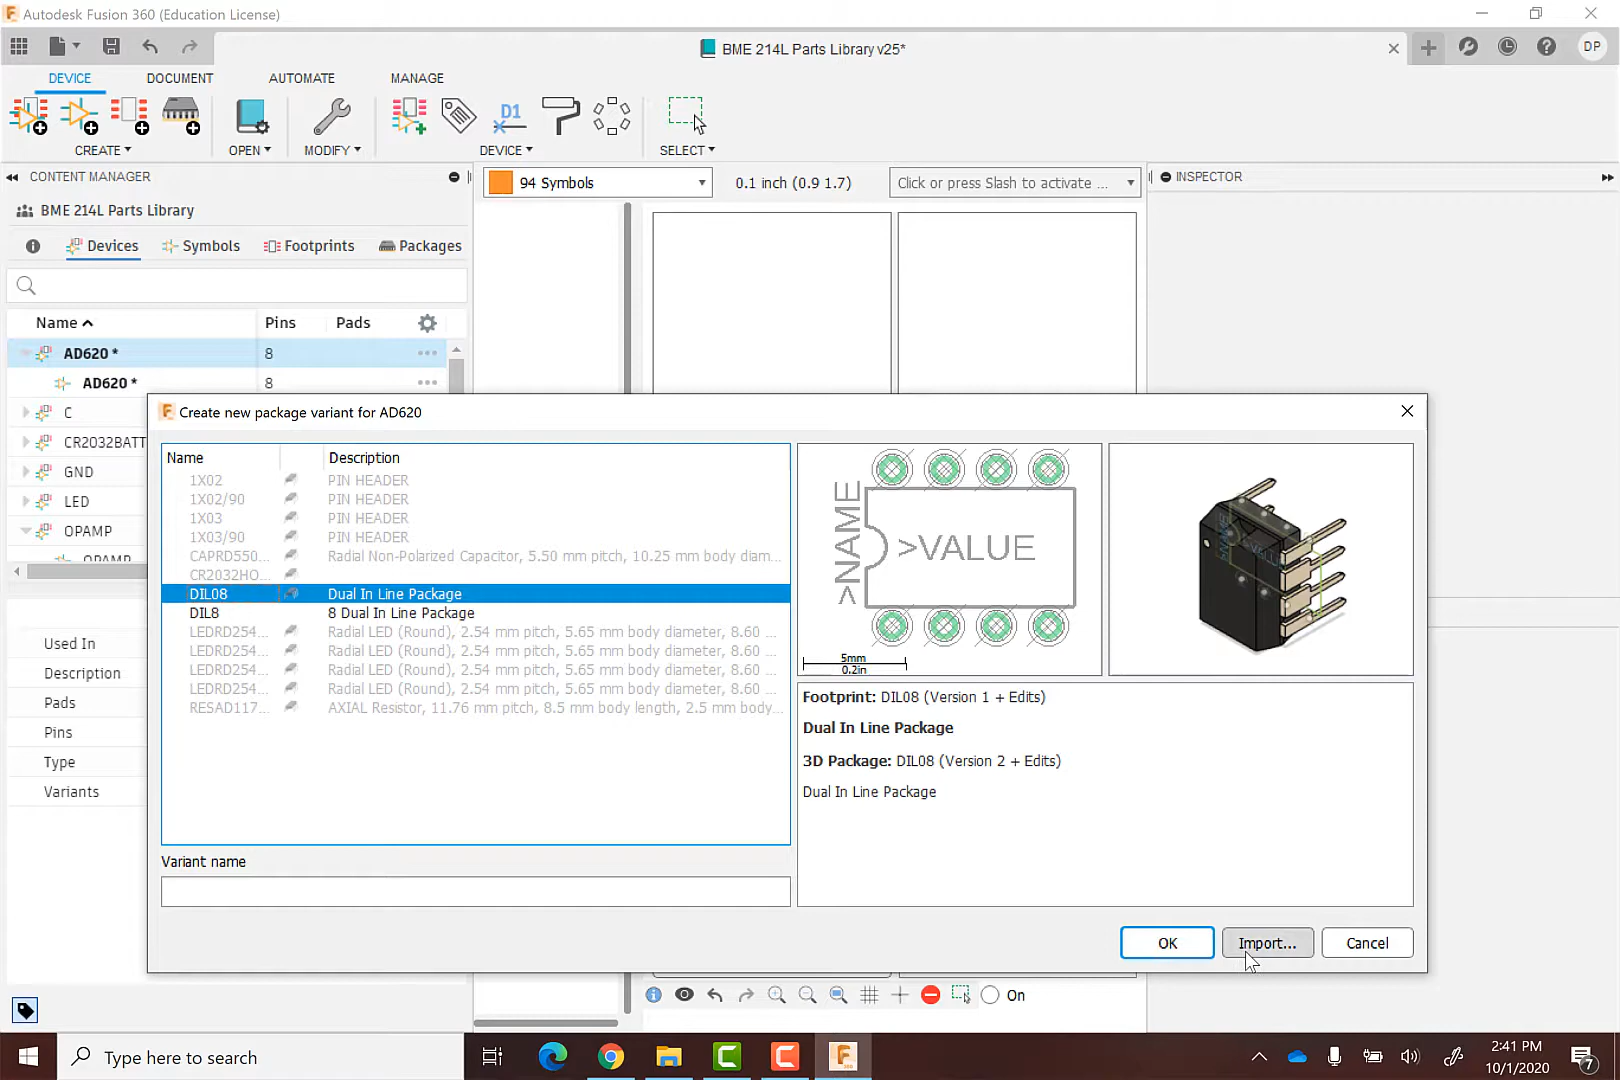 Autodesk Fusion 360 (Education License)
BME 214L Parts Library v25*
DP
DEVICE
DOCUMENT
AUTOMATE
MANAGE
D1
CREATE
OPEN
MODIFY
DEVICE
SELECT
CONTENT MANAGER
94 Symbols
0.1 inch (0.9 1.7)
Click or press Slash to activate ...
INSPECTOR
BME 214L Parts Library
Devices
Symbols
Footprints
Packages
Name
Pins
Pads
AD620 *
8
AD620 *
8
C
CR2032BATT
GND
LED
OPAMP
OPAMP
Used In
Description
Pads
Pins
Type
Variants
Create new package variant for AD620
Name
Description
1X02
PIN HEADER
1X02/90
PIN HEADER
1X03
PIN HEADER
1X03/90
PIN HEADER
CAPRD550...
Radial Non-Polarized Capacitor, 5.50 mm pitch, 10.25 mm body diam...
CR2032HO...
DIL08
Dual In Line Package
DIL8
8 Dual In Line Package
LEDRD254...
Radial LED (Round), 2.54 mm pitch, 5.65 mm body diameter, 8.60 ...
LEDRD254...
Radial LED (Round), 2.54 mm pitch, 5.65 mm body diameter, 8.60 ...
LEDRD254...
Radial LED (Round), 2.54 mm pitch, 5.65 mm body diameter, 8.60 ...
LEDRD254...
Radial LED (Round), 2.54 mm pitch, 5.65 mm body diameter, 8.60 ...
RESAD117...
AXIAL Resistor, 11.76 mm pitch, 8.5 mm body length, 2.5 mm body...
>NAME
>VALUE
5mm
0.2in
Footprint: DIL08 (Version 1 + Edits)
Dual In Line Package
3D Package: DIL08 (Version 2 + Edits)
Dual In Line Package
Variant name
OK
Import...
Cancel
On
Type here to search
2:41 PM
10/1/2020
7